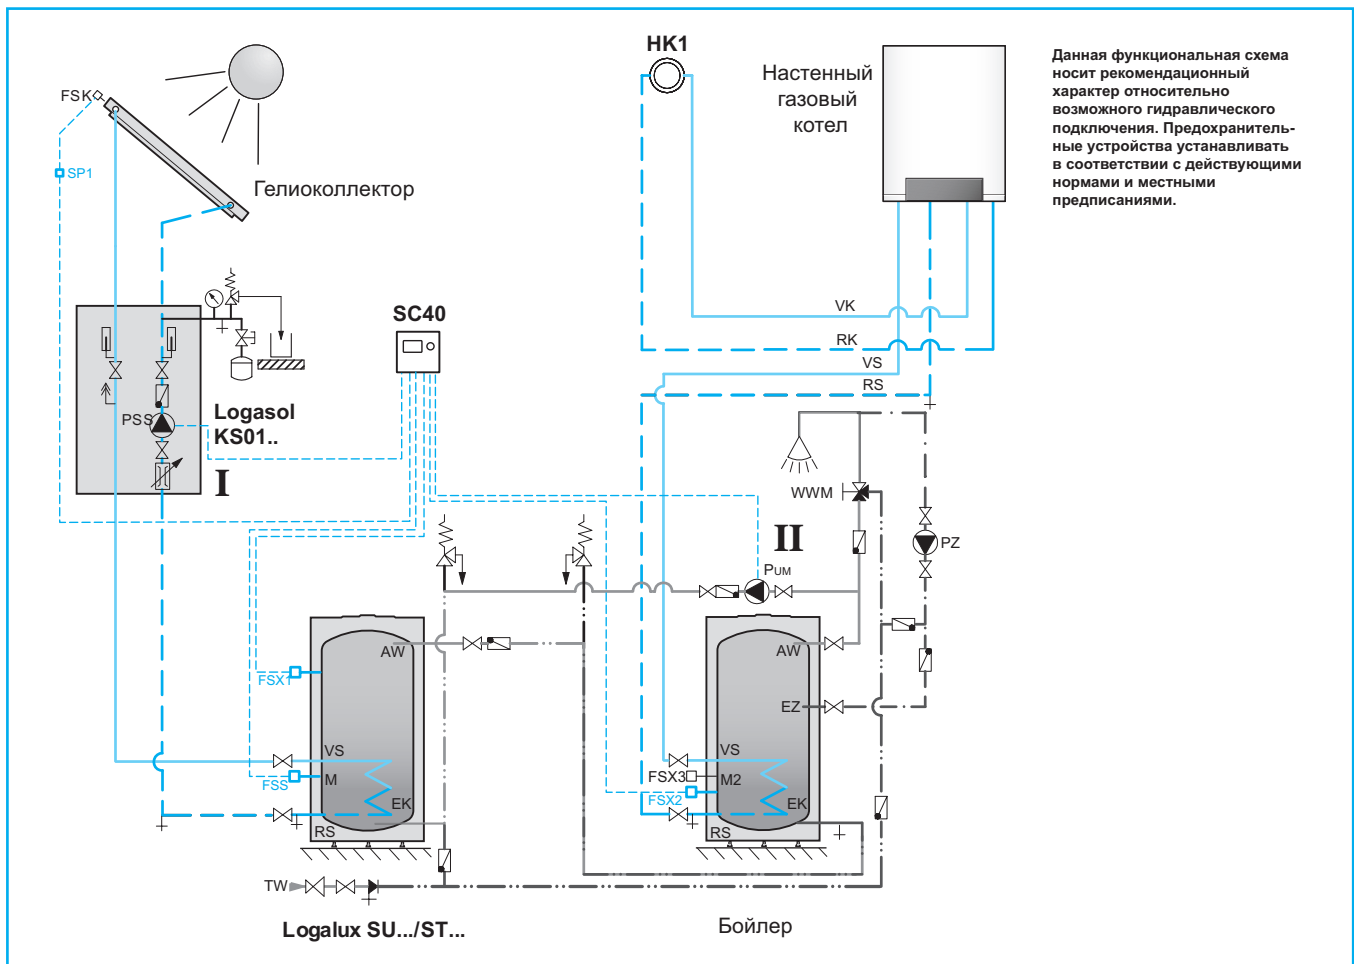 HK1
Настенный
газовый
котел
Данная функциональная схема
носит рекомендационный
характер относительно
возможного гидравлического
подключения. Предохранитель-
ные устройства устанавливать
в соответствии с действующими
нормами и местными
предписаниями.
FSK
SP1
Гелиоколлектор
SC40
VK
RK
VS
RS
Logasol
KS01..
PSS
I
WWM
II
PZ
PUM
AW
FSX1
VS
FSS
M
EK
RS
AW
EZ
VS
FSX3
M2
FSX2
EK
RS
TW
Logalux SU.../ST...
Бойлер